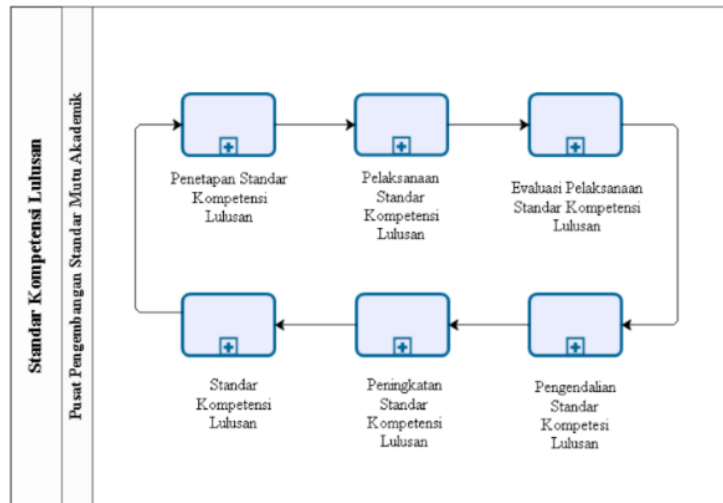 Standar Kompetensi Lulusan
Pusat Pengembangan Standar Mutu Akademik
Penetapan Standar
Kompetensi
Lulusan
Pelaksanaan
Standar
Kompetensi
Lulusan
Evaluasi Pelaksanaan
Standar Kompetensi
Lulusan
Standar
Kompetensi
Lulusan
Peningkatan
Standar
Kompetensi
Lulusan
Pengendalian
Standar
Kompetesi
Lulusan